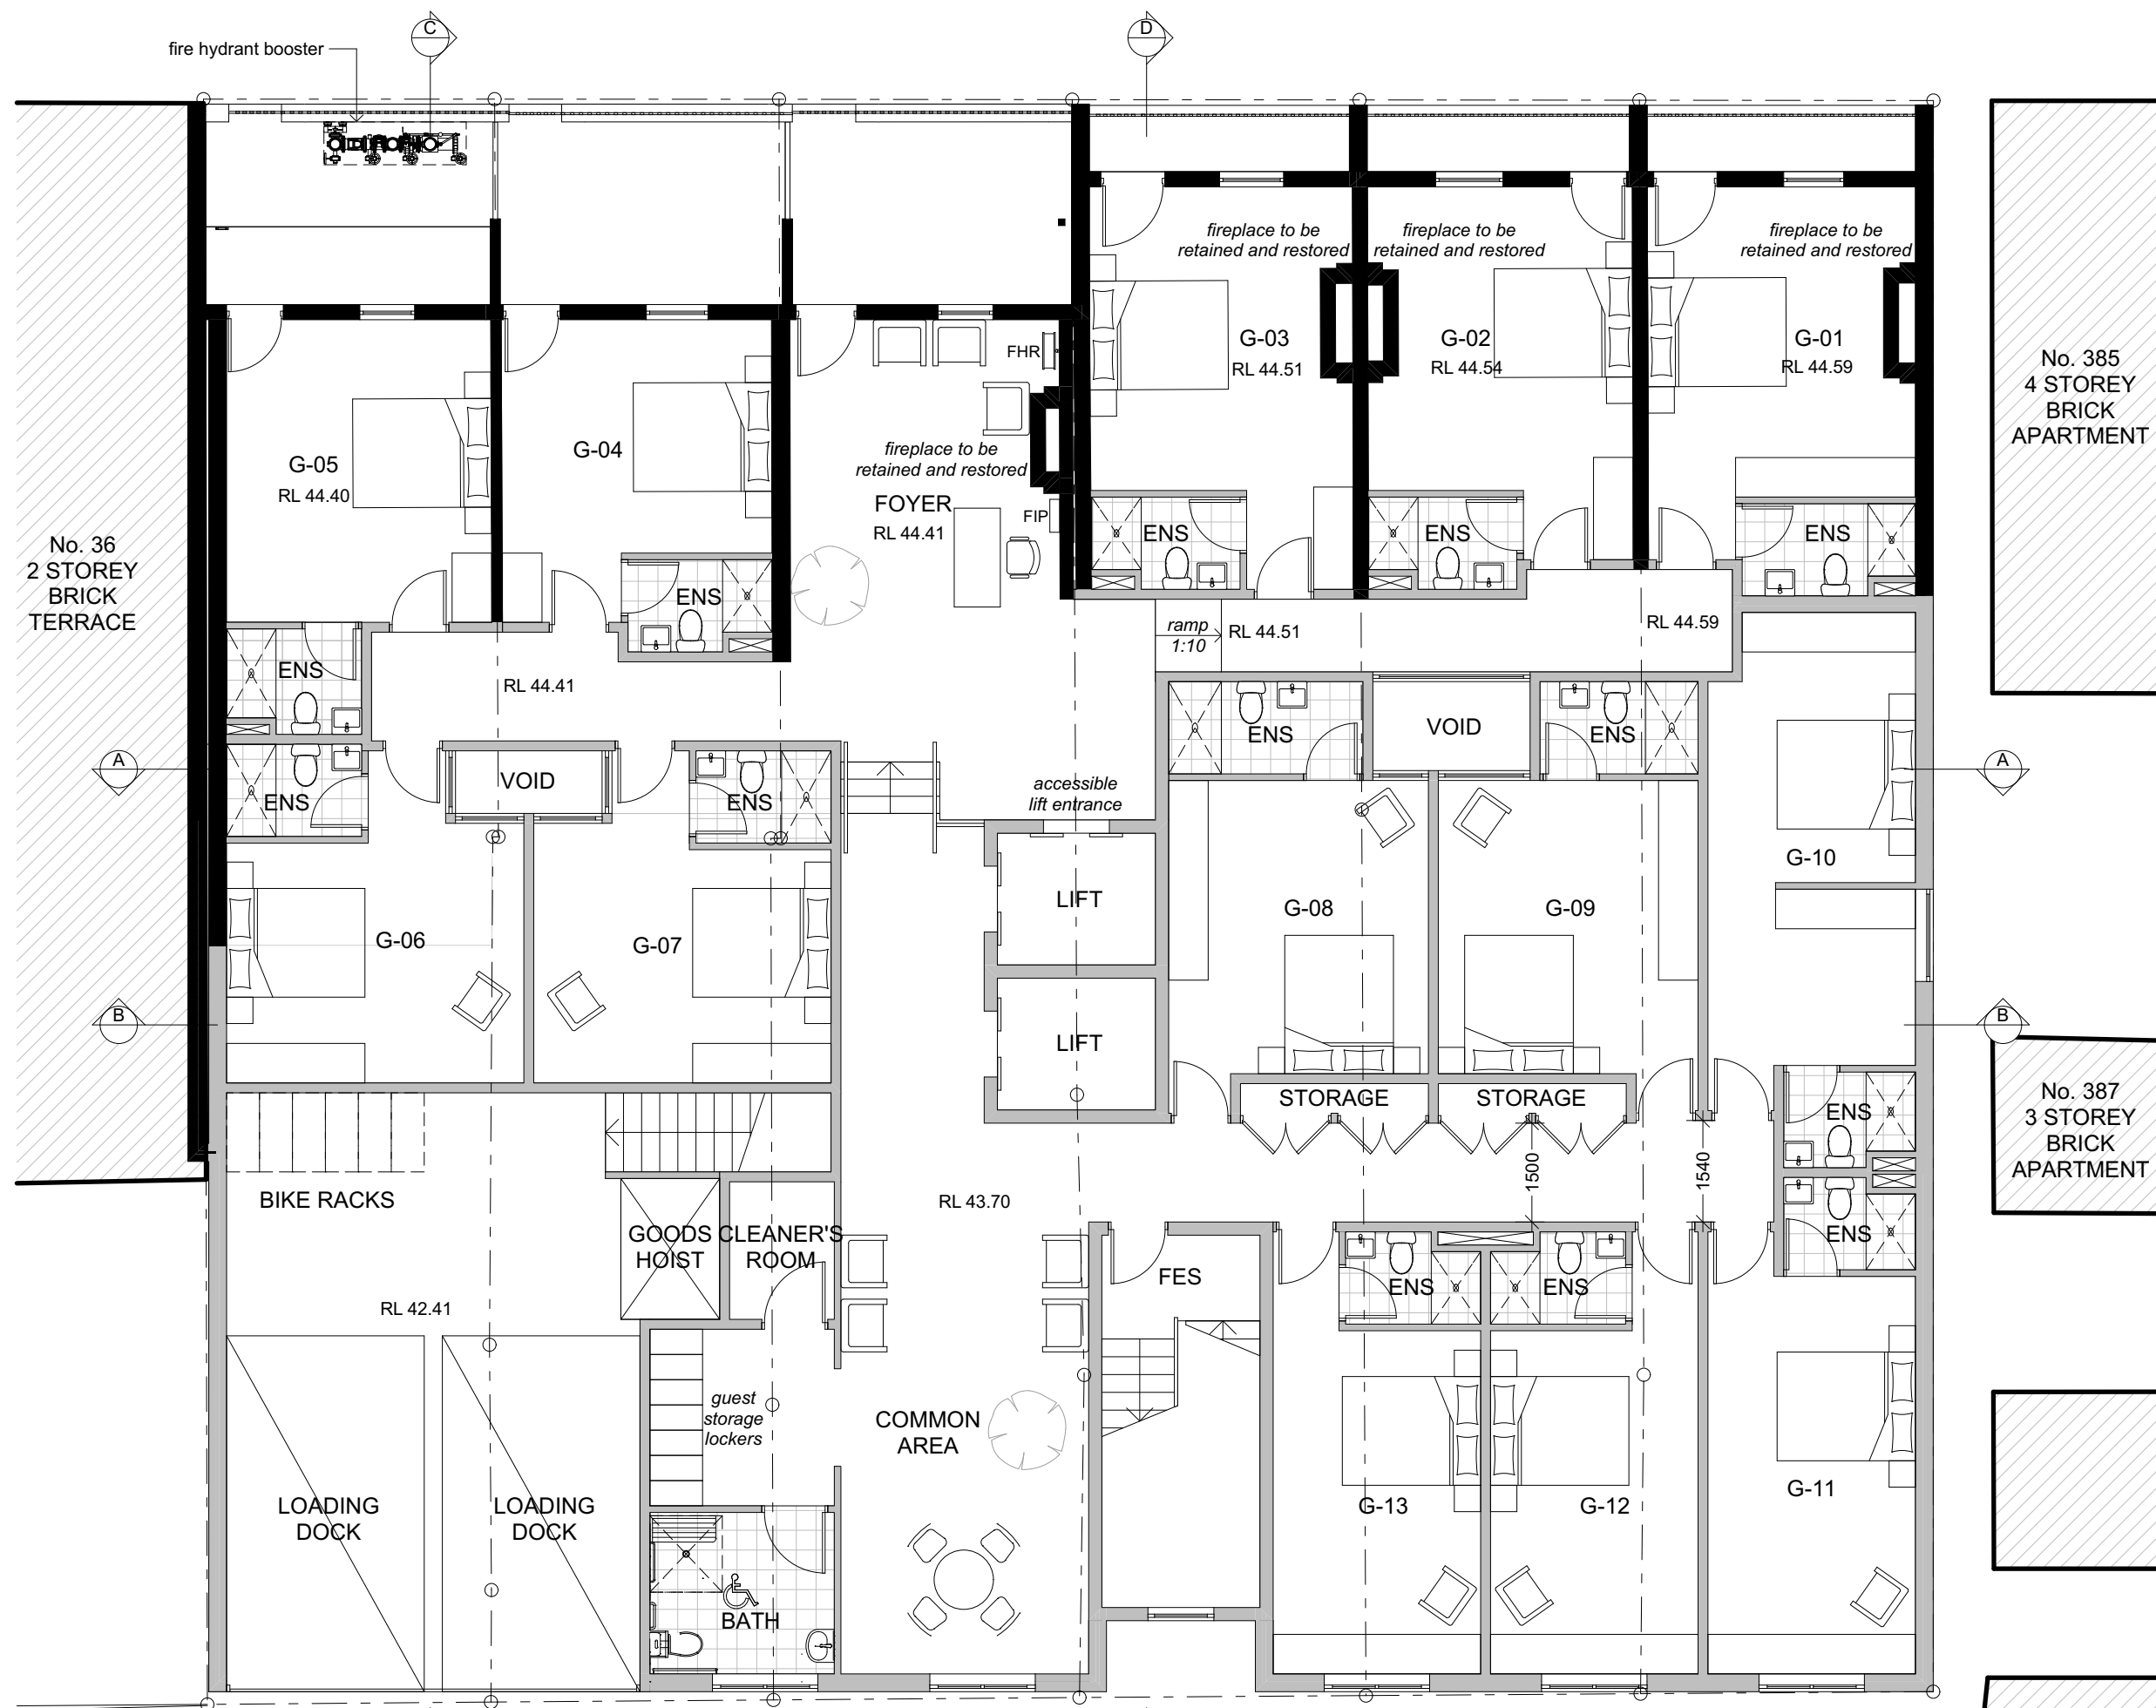 C
D
fire hydrant booster
fireplace to be
retained and restored
fireplace to be
retained and restored
fireplace to be
retained and restored
G-03
RL 44.51
G-02
RL 44.54
G-01
RL 44.59
FHR
No. 385
4 STOREY
BRICK
APARTMENT
G-05
RL 44.40
G-04
fireplace to be
retained and restored
FOYER
RL 44.41
FIP
ENS
ENS
ENS
No. 36
2 STOREY
BRICK
TERRACE
ENS
ramp
1:10
RL 44.51
RL 44.59
ENS
RL 44.41
ENS
VOID
ENS
A
VOID
ENS
ENS
accessible
lift entrance
A
G-10
LIFT
G-08
G-09
G-06
G-07
B
LIFT
B
STORAGE
STORAGE
ENS
No. 387
3 STOREY
BRICK
APARTMENT
1500
1540
BIKE RACKS
RL 43.70
GOODS
HOIST
CLEANER'S
ROOM
ENS
FES
ENS
ENS
RL 42.41
guest
storage
lockers
COMMON
AREA
LOADING
DOCK
LOADING
DOCK
G-13
G-12
G-11
BATH